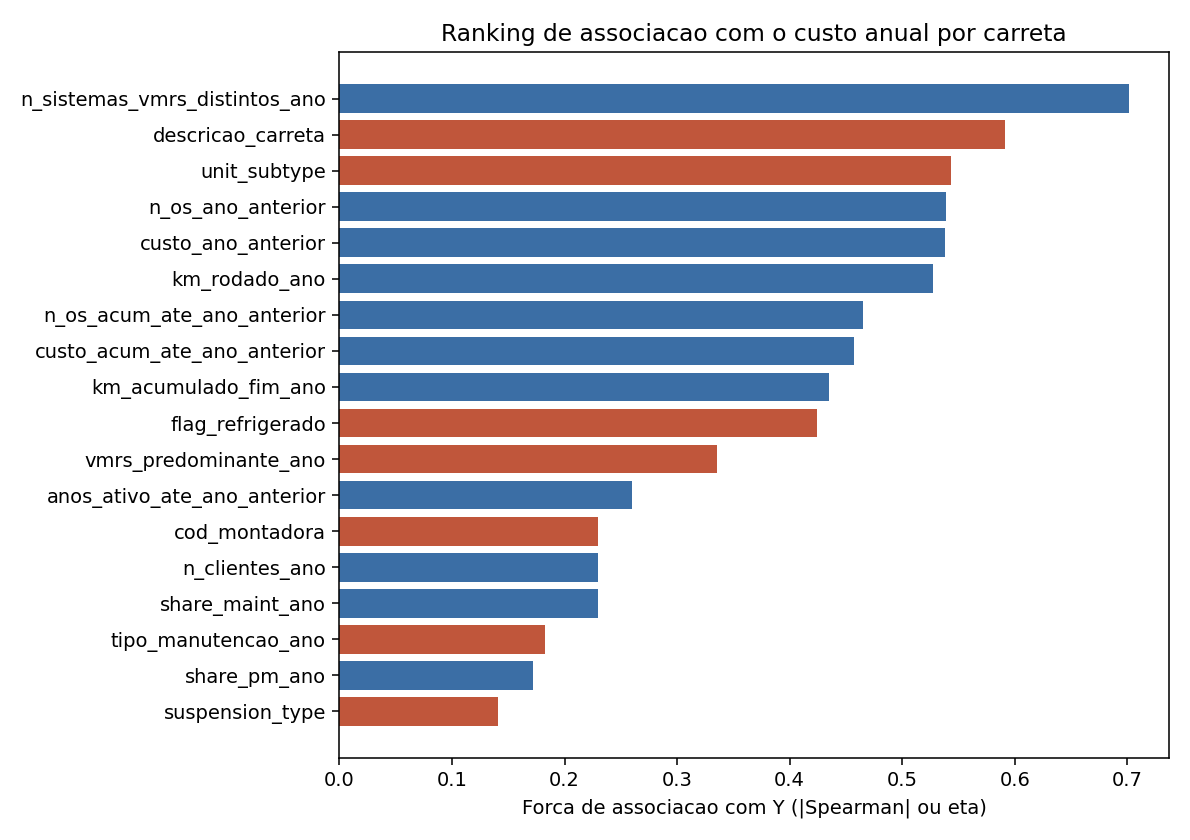 Ranking de associacao com o custo anual por carreta
n_sistemas_vmrs_distintos_ano
descricao_carreta
unit_subtype
n_os_ano_anterior
custo_ano_anterior
km_rodado_ano
n_os_acum_ate_ano_anterior
custo_acum_ate_ano_anterior
km_acumulado_fim_ano
flag_refrigerado
vmrs_predominante_ano
anos_ativo_ate_ano_anterior
cod_montadora
n_clientes_ano
share_maint_ano
tipo_manutencao_ano
share_pm_ano
suspension_type
0.0 0.1 0.2 0.3 0.4 0.5 0.6 0.7
Forca de associacao com Y (|Spearman| ou eta)